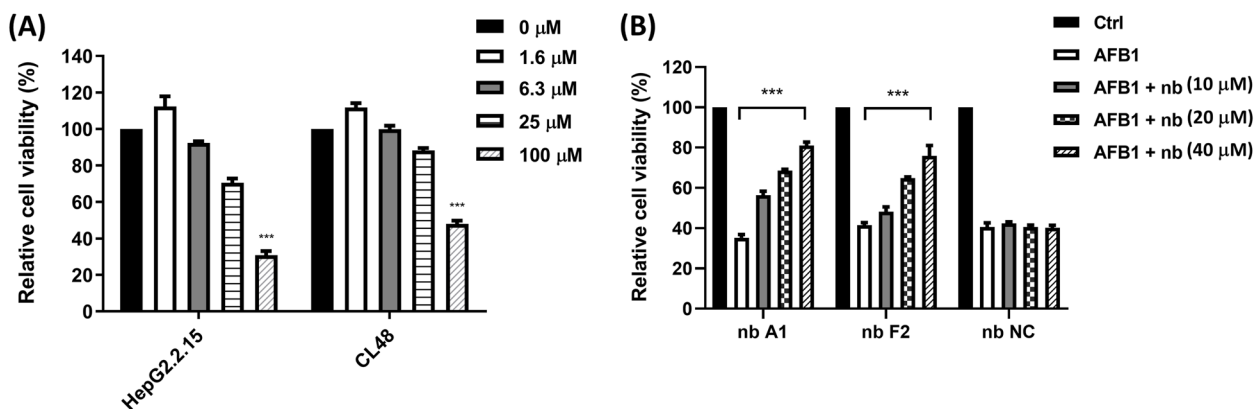 (A)
Relative cell viability (%)
140
120
100
80
60
40
20
0
***
***
HepG2.2.15
CL48
0 μM
1.6 μM
6.3 μM
25 μM
100 μM
(B)
Relative cell viability (%)
120
100
80
60
40
20
0
***
***
nb A1
nb F2
nb NC
Ctrl
AFB1
AFB1 + nb (10 μM)
AFB1 + nb (20 μM)
AFB1 + nb (40 μM)